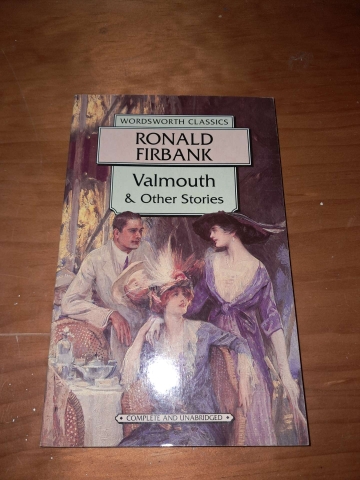 WORDSWORTH CLASSICS
RONALD
FIRBANK
Valmouth
& Other Stories
• COMPLETE AND UNABRIDGED •